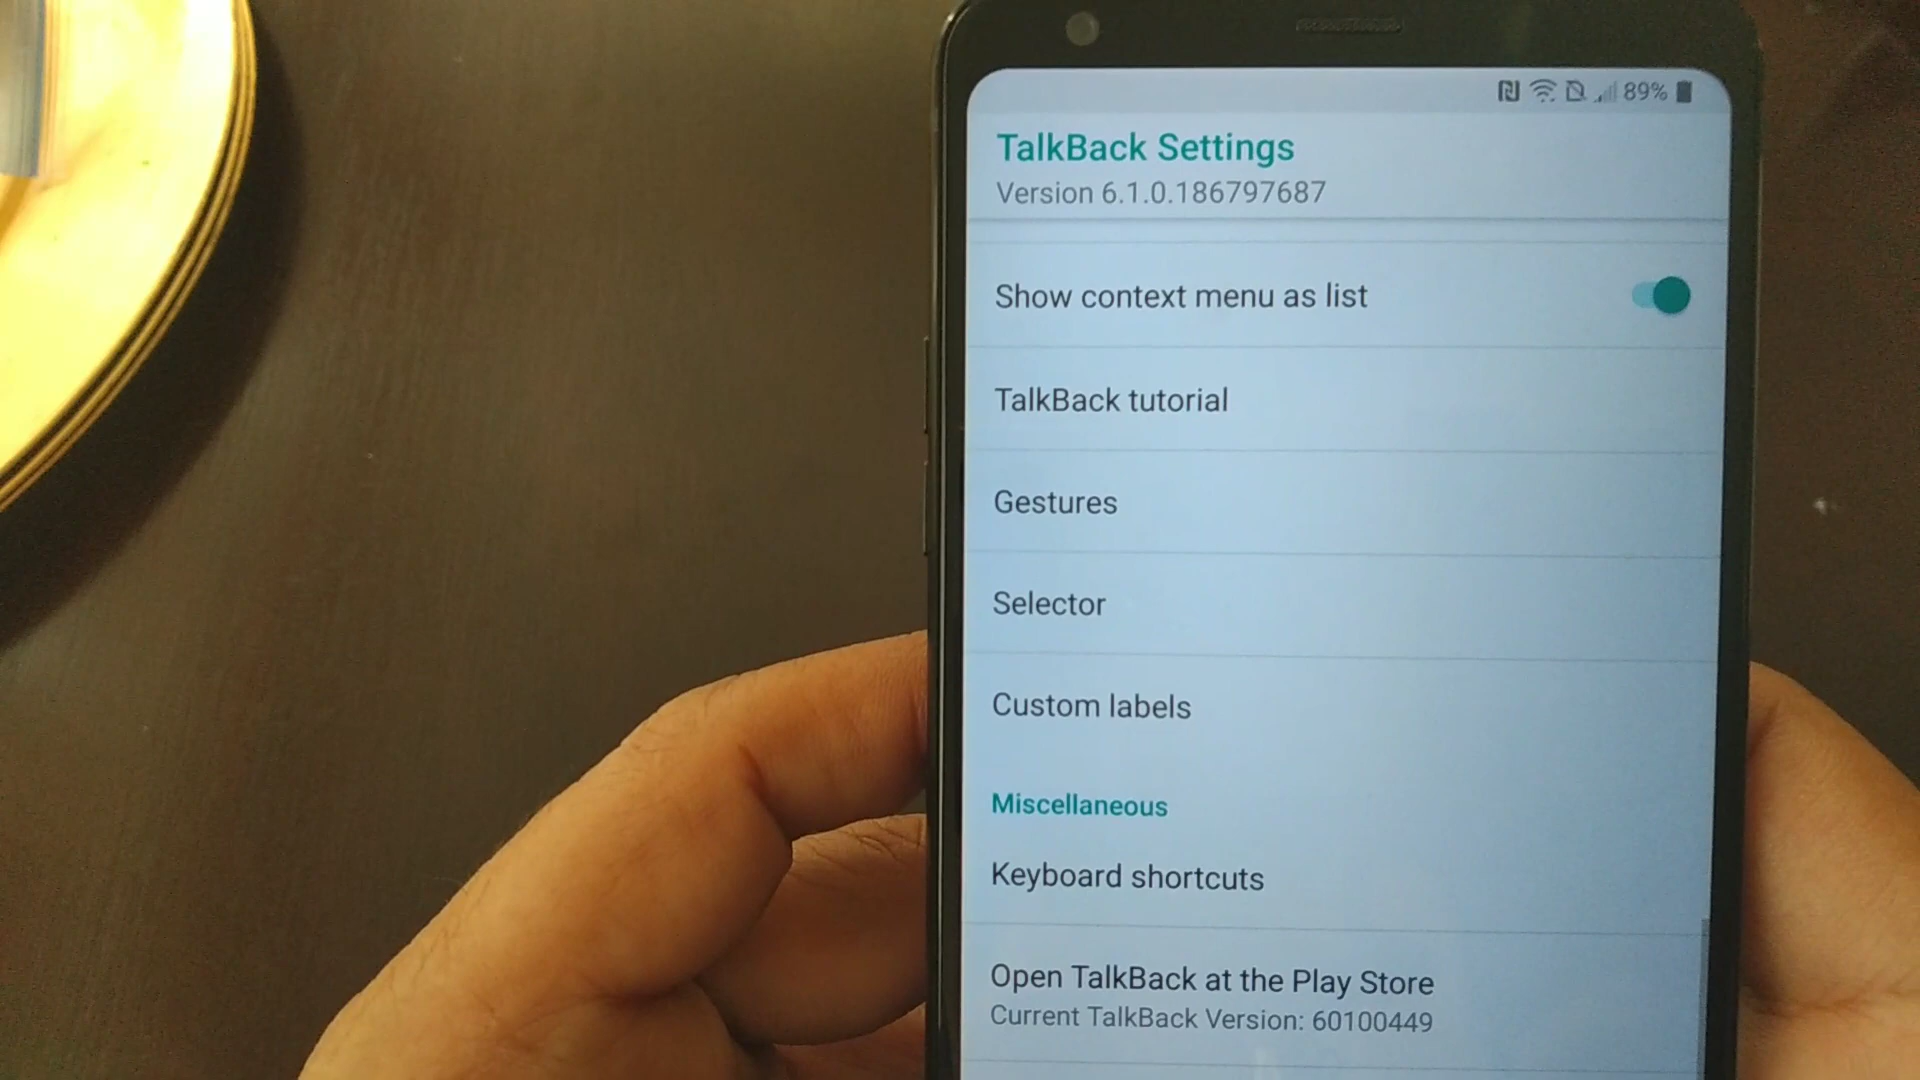 89%
TalkBack Settings
Version 6.1.0.186797687
Show context menu as list
TalkBack tutorial
Gestures
Selector
Custom labels
Miscellaneous
Keyboard shortcuts
Open TalkBack at the Play Store
Current TalkBack Version: 60100449